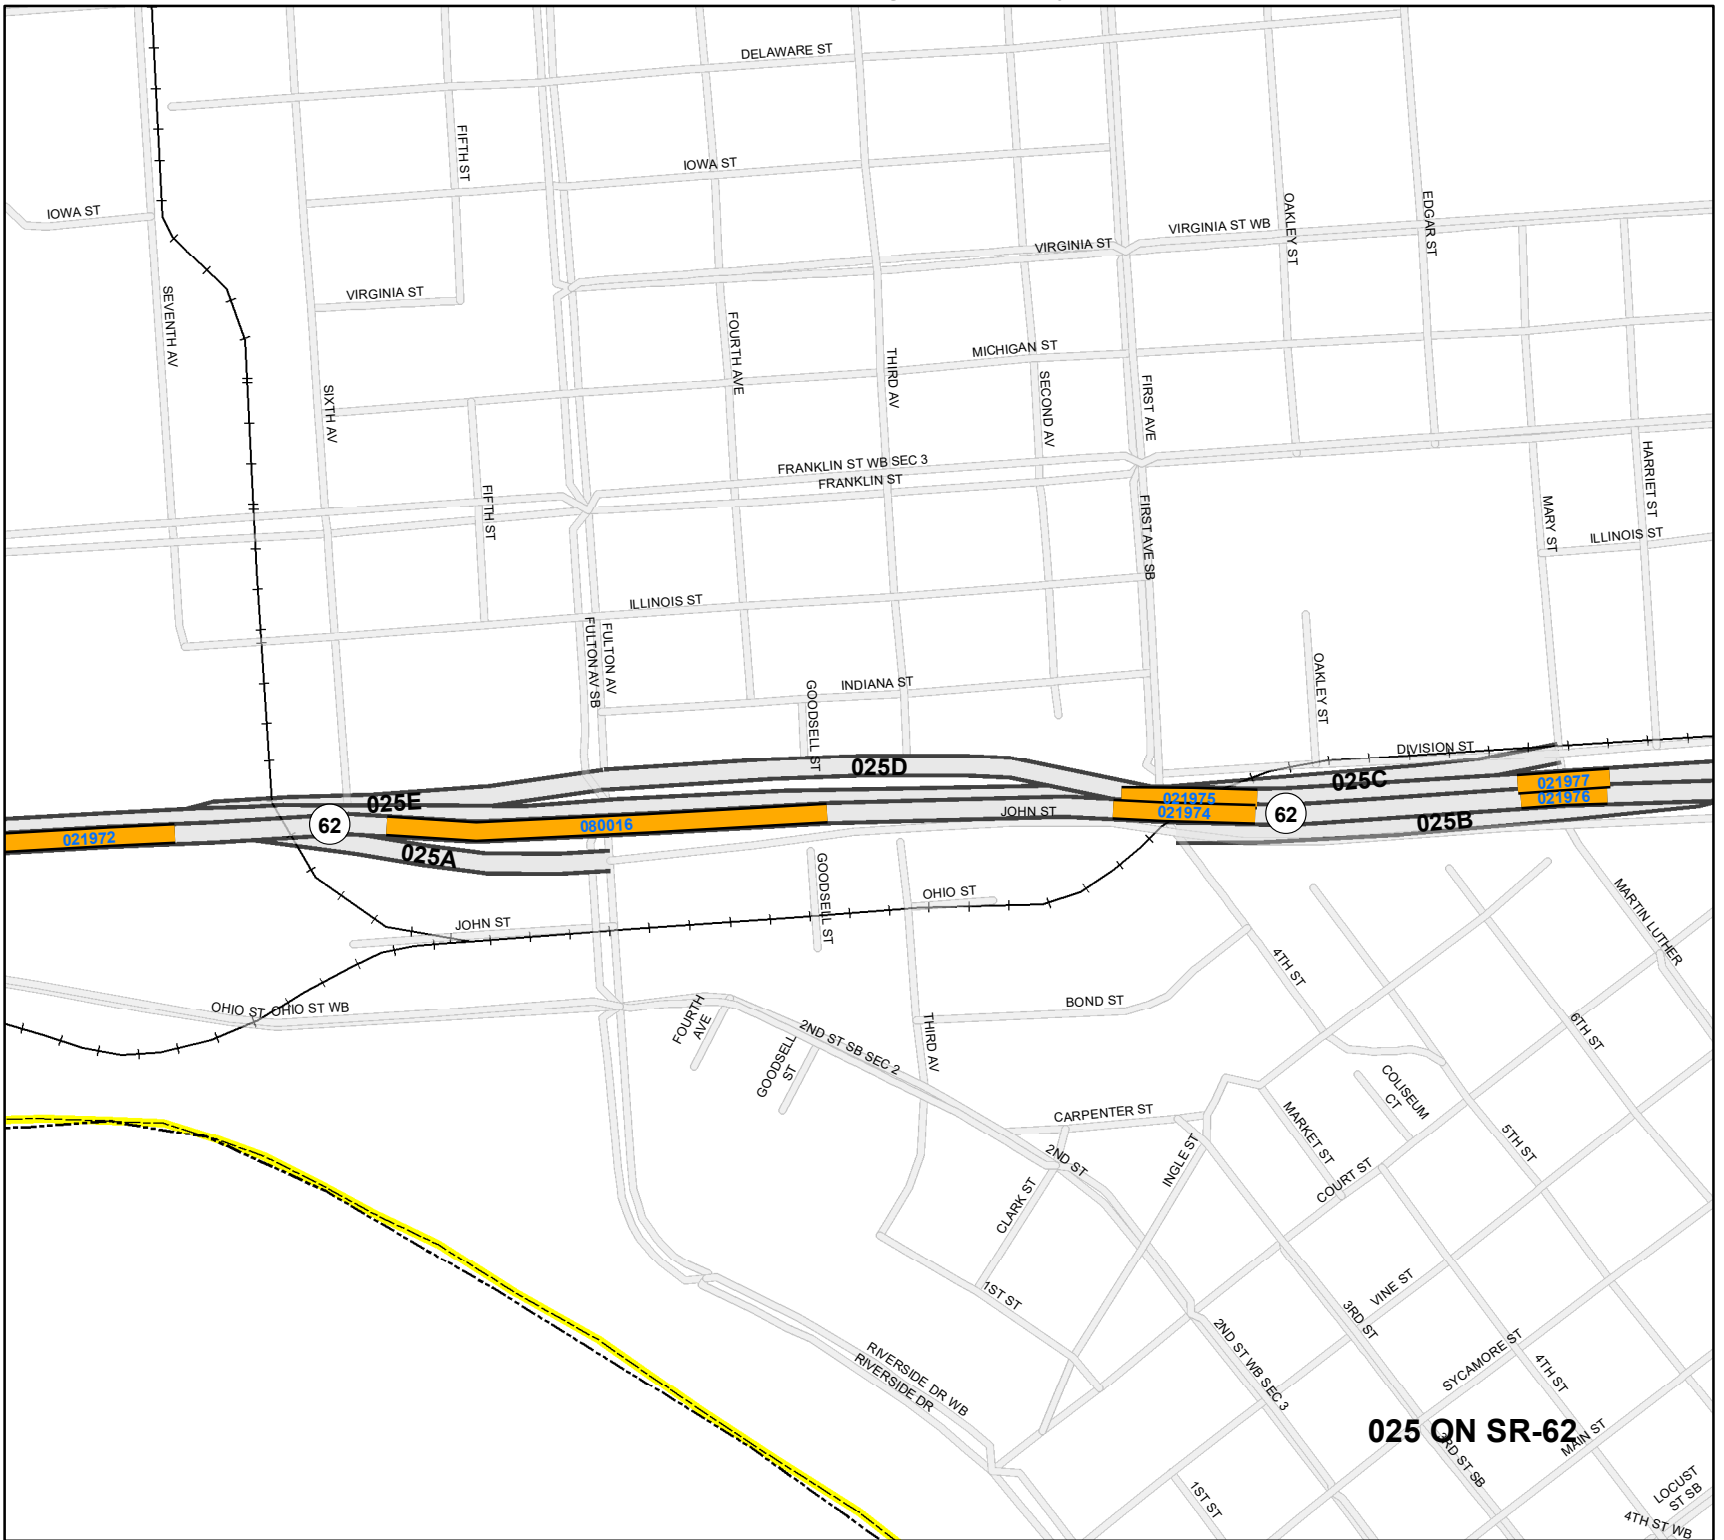 DELAWARE ST
FIFTH ST
IOWA ST
IOWA ST
OAKLEY ST
EDGAR ST
VIRGINIA ST WB
VIRGINIA ST
VIRGINIA ST
SEVENTH AV
FOURTH AVE
MICHIGAN ST
THIRD AV
SECOND AV
FIRST AVE
SIXTH AV
FRANKLIN ST WB SEC 3
FRANKLIN ST
HARRIET ST
FIFTH ST
FIRST AVE SB
MARY ST
ILLINOIS ST
ILLINOIS ST
FULTON AV SB
FULTON AV
INDIANA ST
GOODSELL ST
OAKLEY ST
DIVISION ST
025D
025C
021977
021976
025E
021975
021974
62
62
JOHN ST
080016
021972
025B
025A
GOODSELL ST
OHIO ST
JOHN ST
MARTIN LUTHER
4TH ST
BOND ST
OHIO ST
OHIO ST WB
FOURTH
AVE
2ND ST SB SEC 2
THIRD AV
6TH ST
GOODSELL
ST
COLISEUM
CT
CARPENTER ST
MARKET ST
5TH ST
2ND ST
INGLE ST
COURT ST
CLARK ST
1ST ST
VINE ST
3RD ST
2ND ST WB SEC 3
SYCAMORE ST
4TH ST
RIVERSIDE DR WB
RIVERSIDE DR
025 ON SR-62
MAIN ST
3RD ST SB
1ST ST
LOCUST
ST SB
4TH ST WB